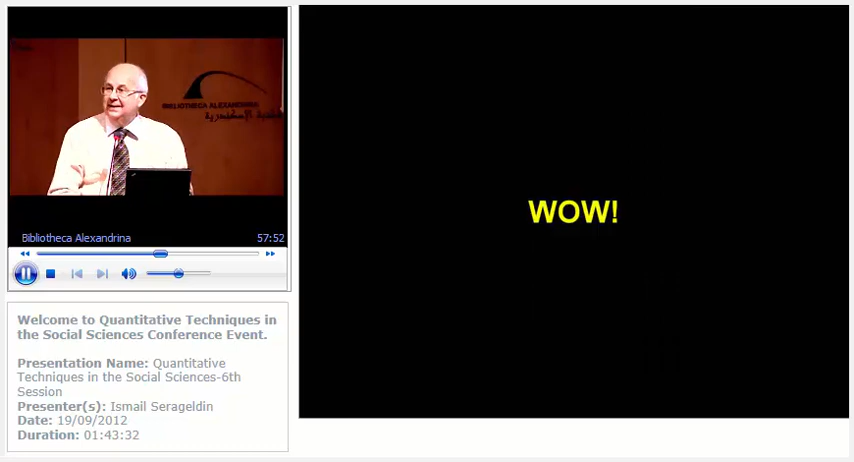 BIBLIOTHECA ALEXANDRINA
مكتبة الإسكندرية
Bibliotheca Alexandrina
57:52
WOW!
Welcome to Quantitative Techniques in
the Social Sciences Conference Event.
Presentation Name: Quantitative
Techniques in the Social Sciences-6th
Session
Presenter(s): Ismail Serageldin
Date: 19/09/2012
Duration: 01:43:32